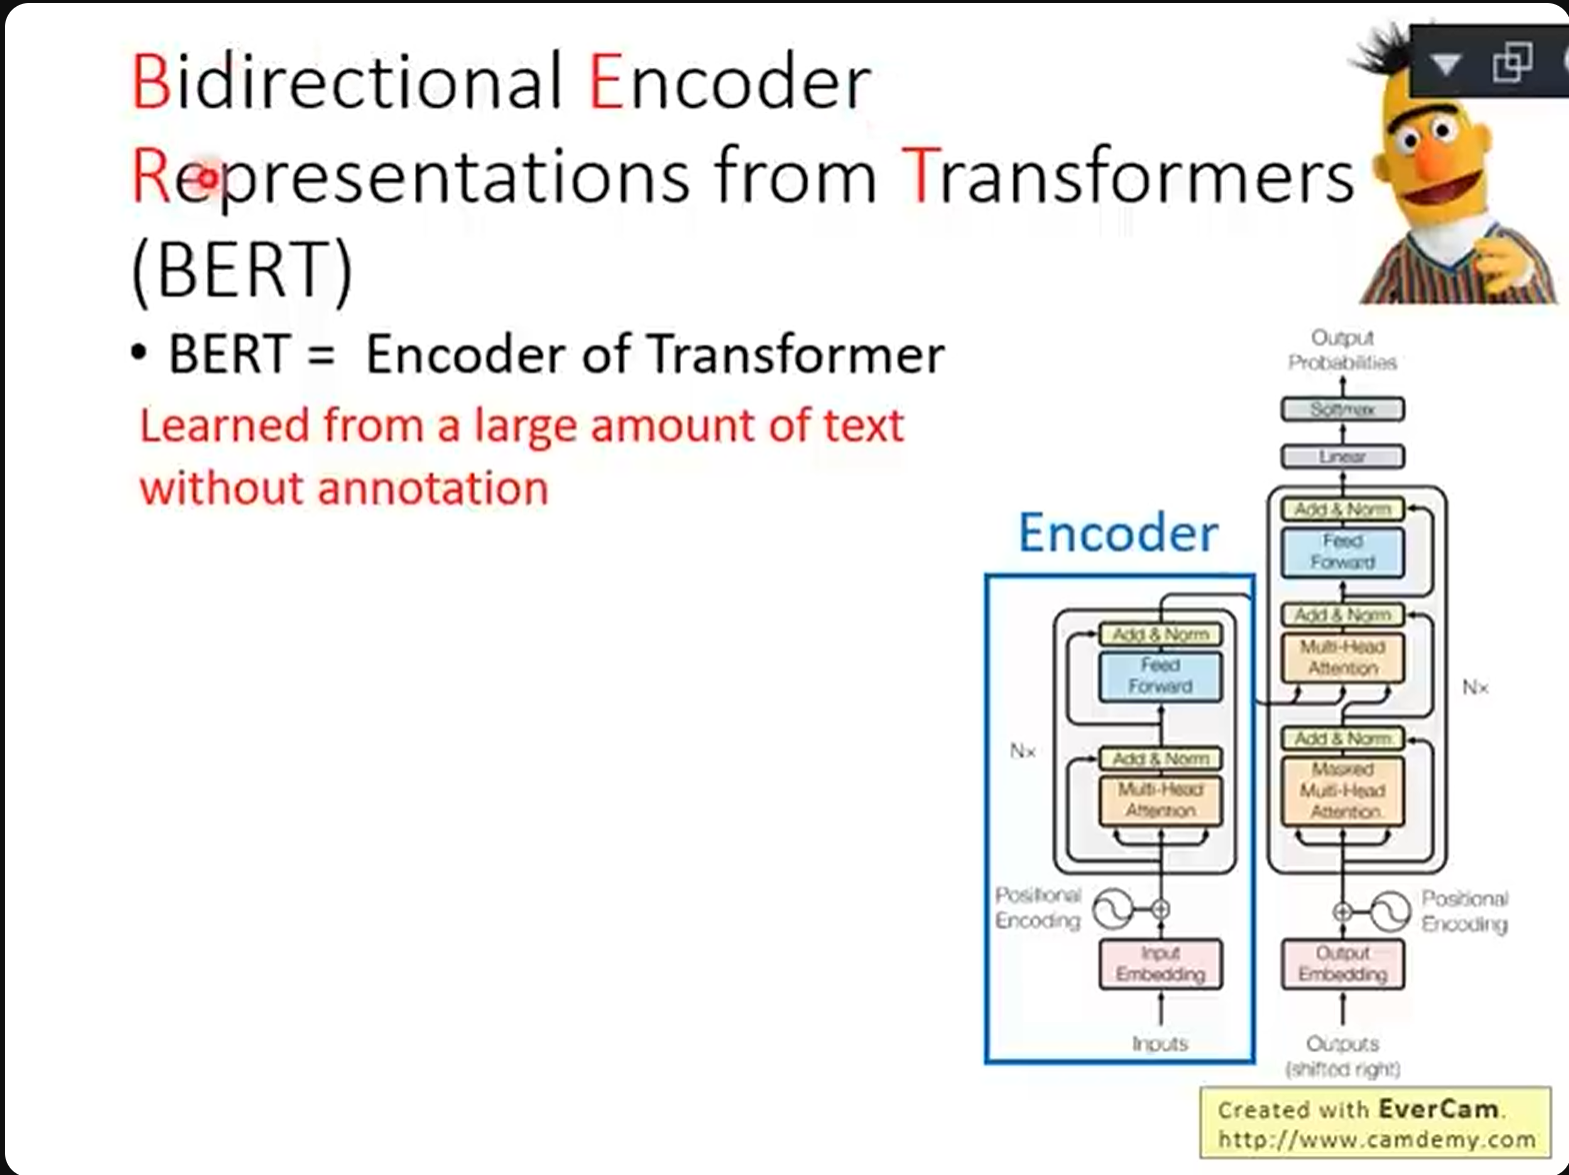 Bidirectional Encoder
Representations from Transformers
(BERT)
• BERT = Encoder of Transformer
Learned from a large amount of text
without annotation
Encoder
Add & Norm
Feed
Forward
Nx
Add & Norm
Multi-Head
Attention
Positional
Encoding
Input
Embedding
Inputs
Output
Probabilities
Softmax
Linear
Add & Norm
Feed
Forward
Add & Norm
Multi-Head
Attention
Nx
Add & Norm
Masked
Multi-Head
Attention
Positional
Encoding
Output
Embedding
Outputs
(shifted right)
Created with EverCam.
http://www.camdemy.com